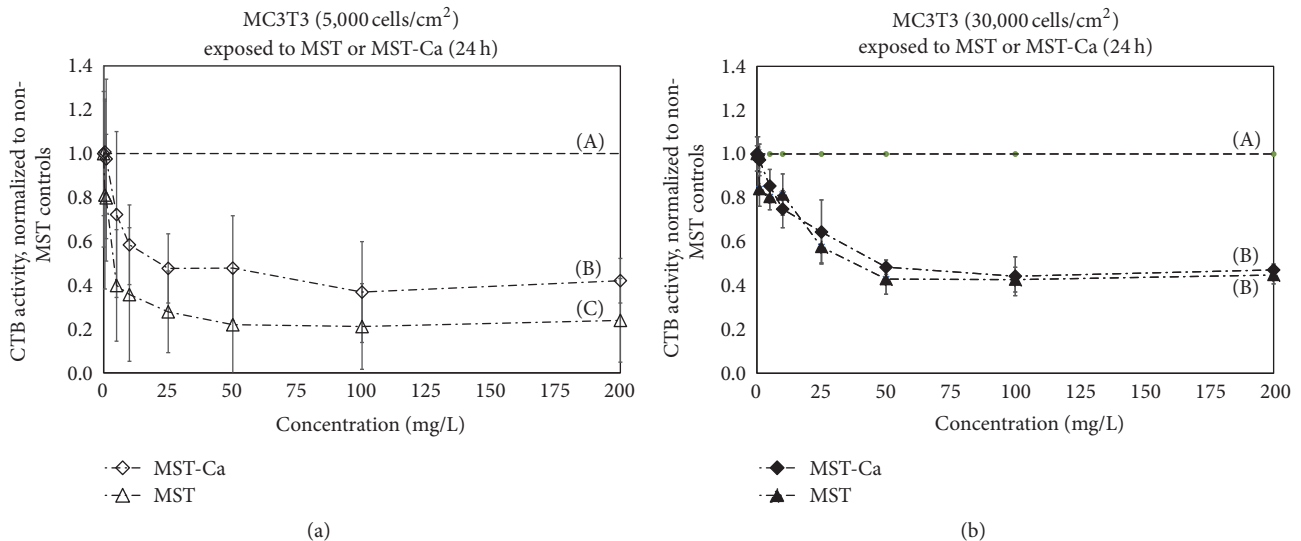 MC3T3 (5,000 cells/cm²)
exposed to MST or MST-Ca (24 h)
CTB activity, normalized to non-
MST controls
1.4
1.2
1.0
0.8
0.6
0.4
0.2
0.0
(A)
(B)
(C)
0 25 50 75 100 125 150 175 200
Concentration (mg/L)
MST-Ca
MST
(a)
MC3T3 (30,000 cells/cm²)
exposed to MST or MST-Ca (24 h)
CTB activity, normalized to non-
MST controls
1.4
1.2
1.0
0.8
0.6
0.4
0.2
0.0
(A)
(B)
(B)
0 25 50 75 100 125 150 175 200
Concentration (mg/L)
MST-Ca
MST
(b)